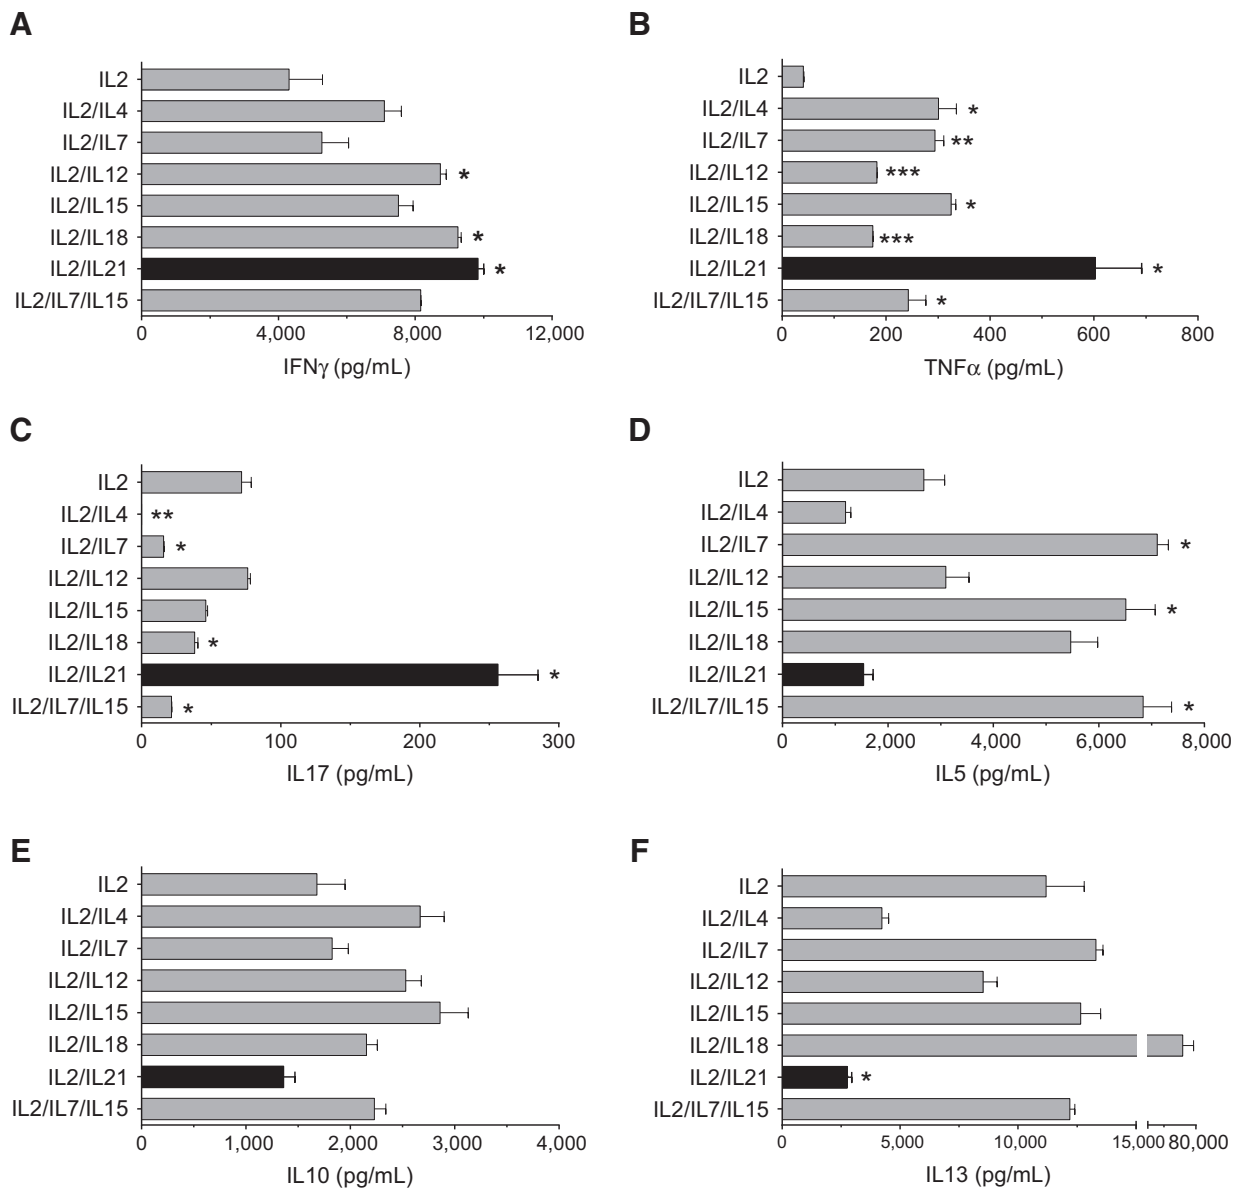 A
IL2
IL2/IL4
IL2/IL7
IL2/IL12 *
IL2/IL15
IL2/IL18 *
IL2/IL21 *
IL2/IL7/IL15
0 4,000 8,000 12,000
IFNγ (pg/mL)
B
IL2
IL2/IL4 *
IL2/IL7 **
IL2/IL12 ***
IL2/IL15 *
IL2/IL18 ***
IL2/IL21 *
IL2/IL7/IL15 *
0 200 400 600 800
TNFα (pg/mL)
C
IL2
IL2/IL4 **
IL2/IL7 *
IL2/IL12
IL2/IL15
IL2/IL18 *
IL2/IL21 *
IL2/IL7/IL15 *
0 100 200 300
IL17 (pg/mL)
D
IL2
IL2/IL4
IL2/IL7 *
IL2/IL12
IL2/IL15 *
IL2/IL18
IL2/IL21
IL2/IL7/IL15 *
0 2,000 4,000 6,000 8,000
IL5 (pg/mL)
E
IL2
IL2/IL4
IL2/IL7
IL2/IL12
IL2/IL15
IL2/IL18
IL2/IL21
IL2/IL7/IL15
0 1,000 2,000 3,000 4,000
IL10 (pg/mL)
F
IL2
IL2/IL4
IL2/IL7
IL2/IL12
IL2/IL15
IL2/IL18
IL2/IL21 *
IL2/IL7/IL15
0 5,000 10,000 15,000 80,000
IL13 (pg/mL)